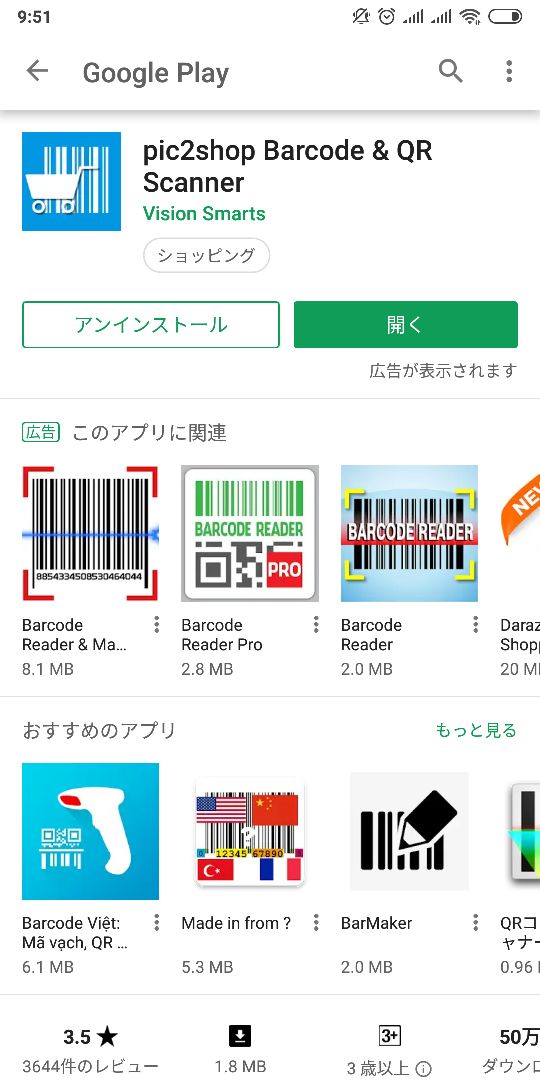 9:51
Google Play
pic2shop Barcode & QR
Scanner
Vision Smarts
ショッピング
アンインストール
開く
広告が表示されます
広告 このアプリに関連
8854334508530464044
BARCODE READER
PRO
BARCODE READER
NEW
Barcode
Reader & Ma...
8.1 MB
Barcode
Reader Pro
2.8 MB
Barcode
Reader
2.0 MB
Daraz
Shopp
20 M
おすすめのアプリ
もっと見る
0 12345 67890
?
Barcode Việt:
Mã vạch, QR ...
6.1 MB
Made in from ?
5.3 MB
BarMaker
2.0 MB
QRコ
ャナー
0.96
3.5 ★
3644件のレビュー
1.8 MB
3+
3 歳以上
50万
ダウンロ